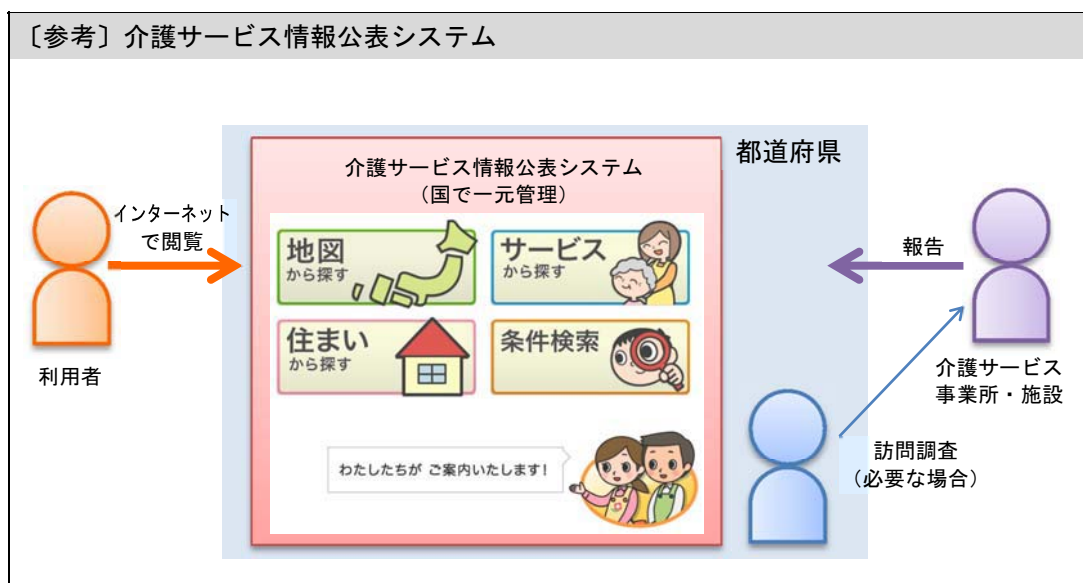 〔参考〕介護サービス情報公表システム
都道府県
介護サービス情報公表システム
（国で一元管理）
インターネット
で閲覧
利用者
地図
から探す
サービス
から探す
住まい
から探す
条件検索
わたしたちが ご案内いたします!
報告
介護サービス
事業所・施設
訪問調査
（必要な場合）